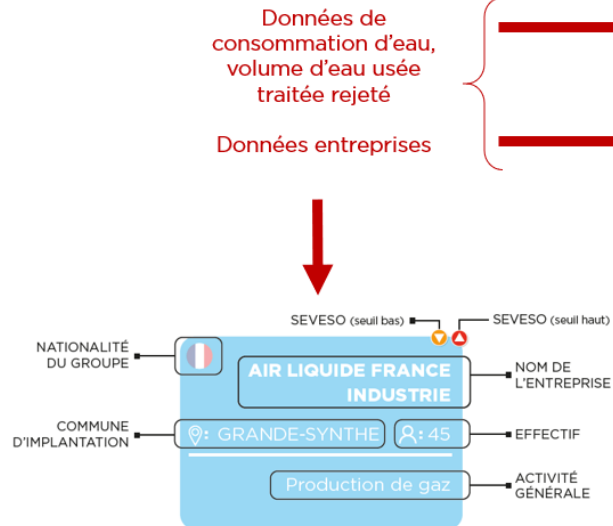 Données de
consommation d'eau,
volume d'eau usée
traitée rejeté
Données entreprises
SEVESO (seuil bas)
SEVESO (seuil haut)
NATIONALITÉ
DU GROUPE
AIR LIQUIDE FRANCE
INDUSTRIE
NOM DE
L'ENTREPRISE
COMMUNE
D'IMPLANTATION
: GRANDE-SYNTHE
: 45
EFFECTIF
Production de gaz
ACTIVITÉ
GÉNÉRALE